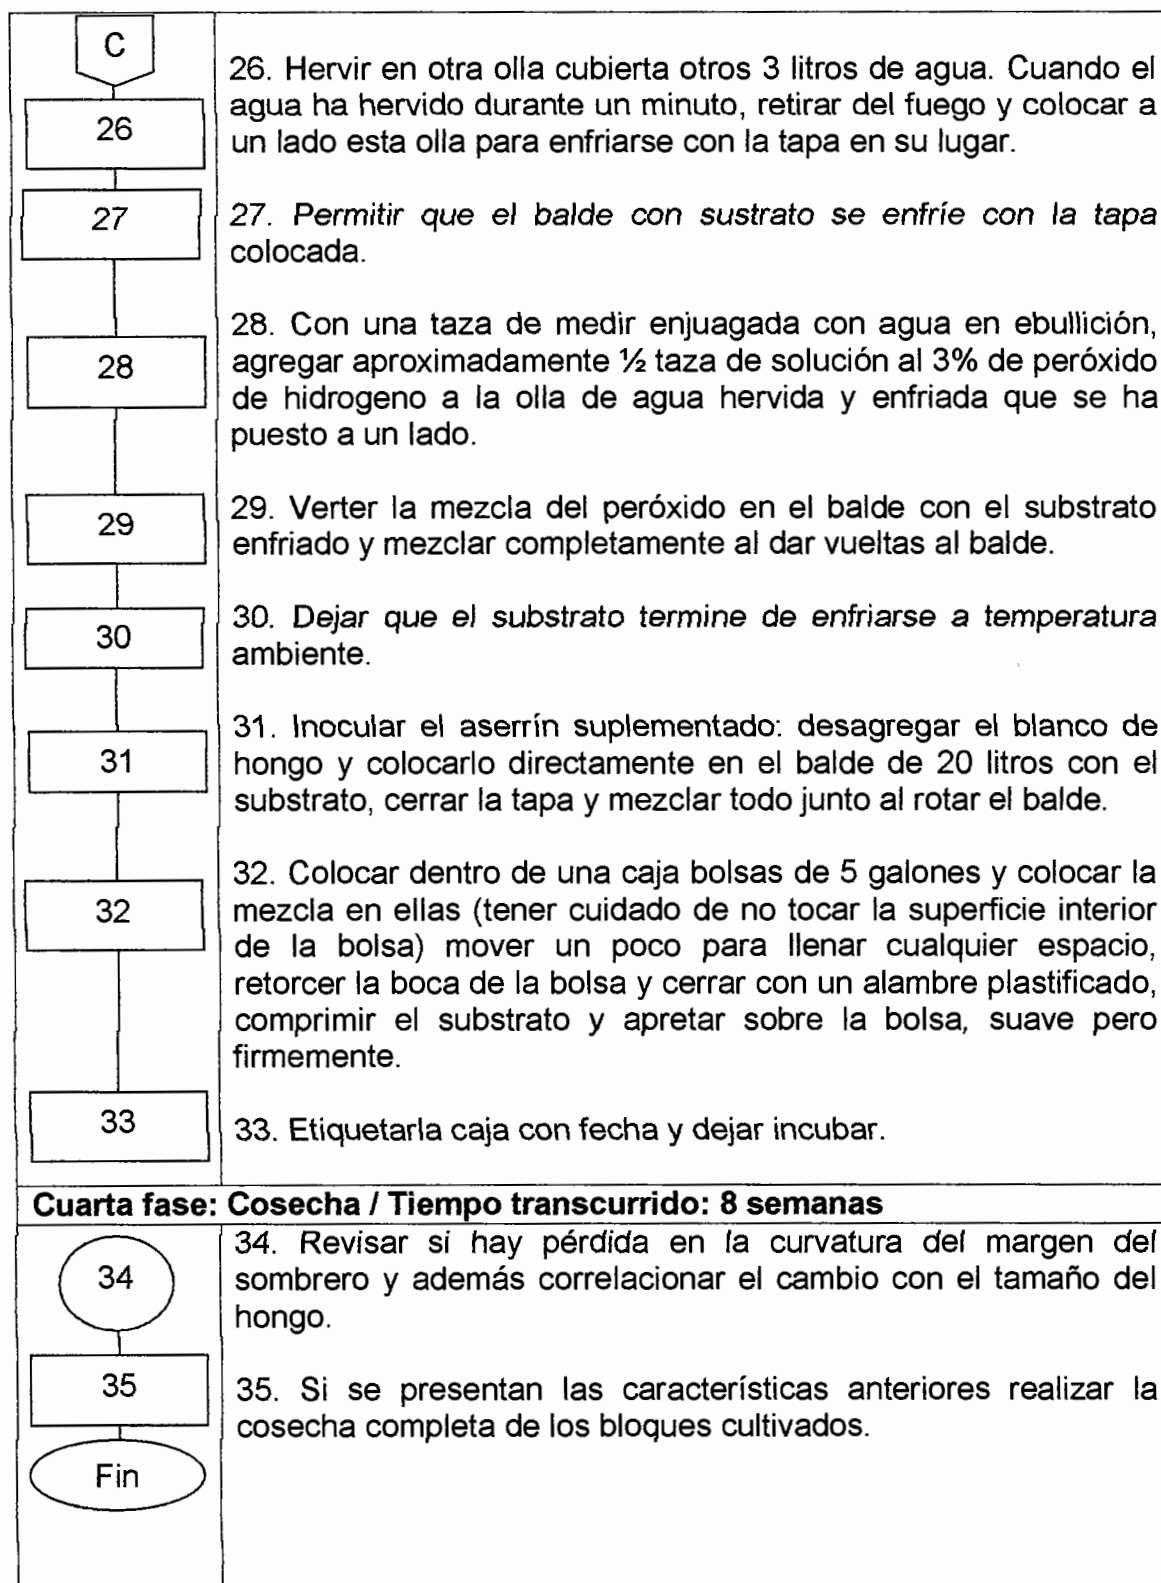 C
26. Hervir en otra olla cubierta otros 3 litros de agua. Cuando el
agua ha hervido durante un minuto, retirar del fuego y colocar a
un lado esta olla para enfriarse con la tapa en su lugar.
26
27. Permitir que el balde con sustrato se enfríe con la tapa
colocada.
27
28. Con una taza de medir enjuagada con agua en ebullición,
agregar aproximadamente ½ taza de solución al 3% de peróxido
de hidrogeno a la olla de agua hervida y enfriada que se ha
puesto a un lado.
28
29. Verter la mezcla del peróxido en el balde con el substrato
enfriado y mezclar completamente al dar vueltas al balde.
29
30. Dejar que el substrato termine de enfriarse a temperatura
ambiente.
30
31. Inocular el aserrín suplementado: desagregar el blanco de
hongo y colocarlo directamente en el balde de 20 litros con el
substrato, cerrar la tapa y mezclar todo junto al rotar el balde.
31
32. Colocar dentro de una caja bolsas de 5 galones y colocar la
mezcla en ellas (tener cuidado de no tocar la superficie interior
de la bolsa) mover un poco para llenar cualquier espacio,
retorcer la boca de la bolsa y cerrar con un alambre plastificado,
comprimir el substrato y apretar sobre la bolsa, suave pero
firmemente.
32
33. Etiquetarla caja con fecha y dejar incubar.
33
Cuarta fase: Cosecha / Tiempo transcurrido: 8 semanas
34. Revisar si hay pérdida en la curvatura del margen del
sombrero y además correlacionar el cambio con el tamaño del
hongo.
34
35. Si se presentan las características anteriores realizar la
cosecha completa de los bloques cultivados.
35
Fin